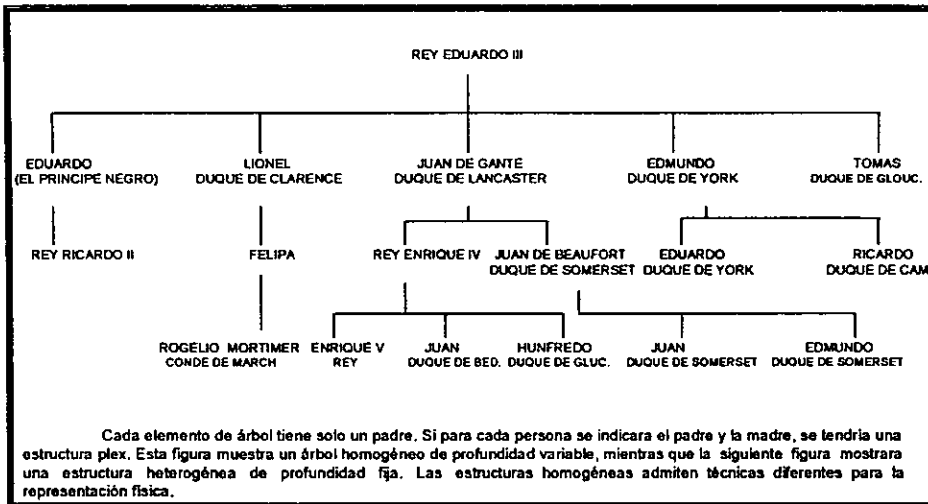 REY EDUARDO III
EDUARDO LIONEL JUAN DE GANTE EDMUNDO TOMAS
(EL PRINCIPE NEGRO) DUQUE DE CLARENCE DUQUE DE LANCASTER DUQUE DE YORK DUQUE DE GLOUC.
REY RICARDO II FELIPA REY ENRIQUE IV JUAN DE BEAUFORT EDUARDO RICARDO
DUQUE DE SOMERSET DUQUE DE YORK DUQUE DE CAM
ROGELIO MORTIMER ENRIQUE V JUAN HUNFREDO JUAN EDMUNDO
CONDE DE MARCH REY DUQUE DE BED. DUQUE DE GLUC. DUQUE DE SOMERSET DUQUE DE SOMERSET
Cada elemento de árbol tiene solo un padre. Si para cada persona se indicara el padre y la madre, se tendría una
estructura plex. Esta figura muestra un árbol homogéneo de profundidad variable, mientras que la siguiente figura mostrara
una estructura heterogénea de profundidad fija. Las estructuras homogéneas admiten técnicas diferentes para la
representación física.